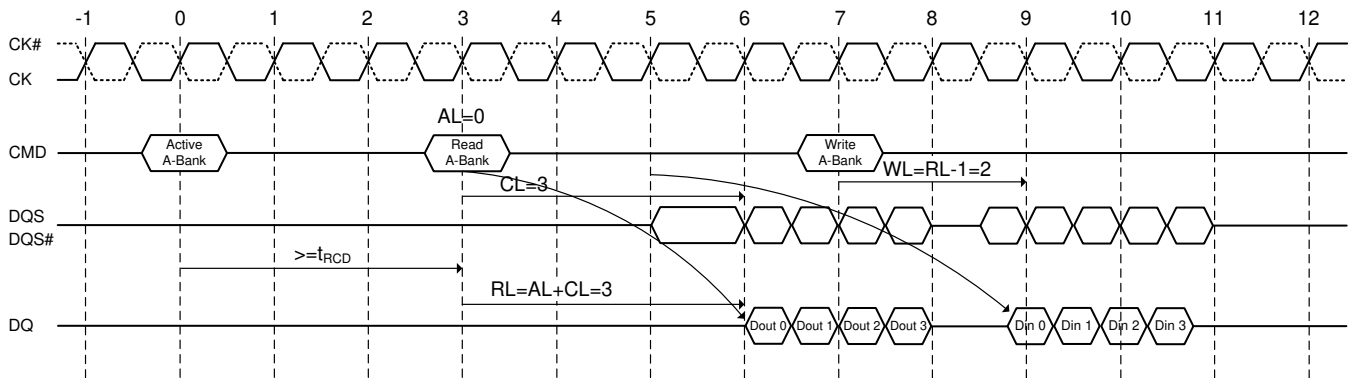 -1 0 1 2 3 4 5 6 7 8 9 10 11 12
CK#
CK
AL=0
CMD Active A-Bank Read A-Bank Write A-Bank
WL=RL-1=2
CL=3
DQS
DQS#
>=tRCD
RL=AL+CL=3
DQ Dout 0 Dout 1 Dout 2 Dout 3 Din 0 Din 1 Din 2 Din 3